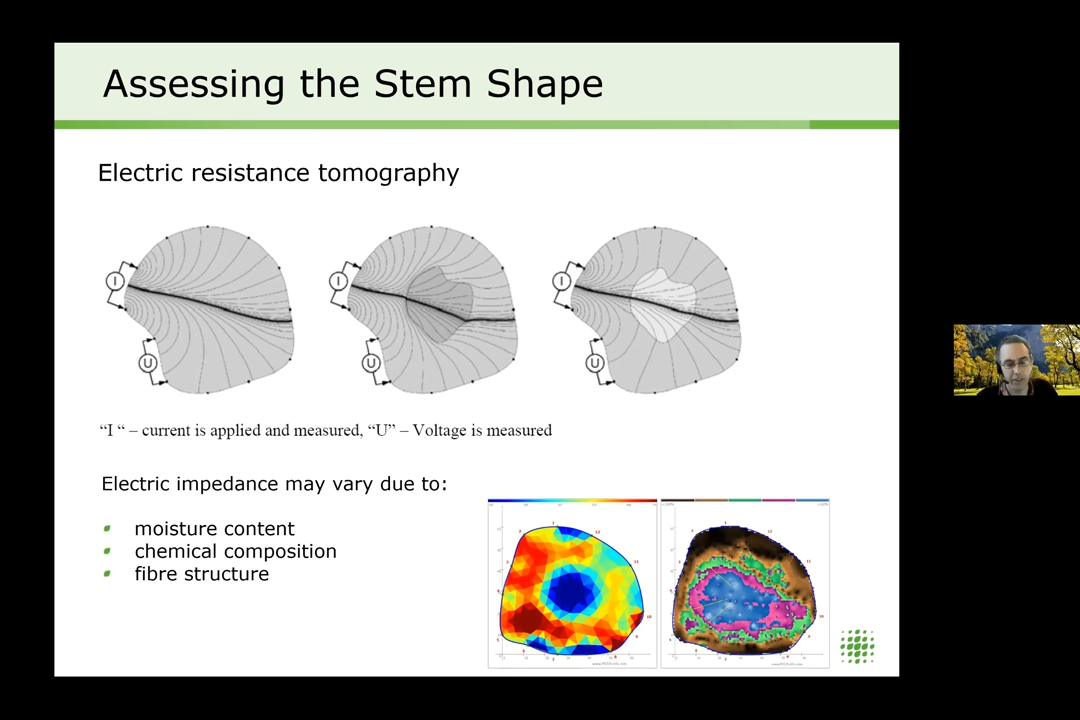 Assessing the Stem Shape
Electric resistance tomography
I
U
I
U
I
U
“I “ – current is applied and measured, “U” – Voltage is measured
Electric impedance may vary due to:
moisture content
chemical composition
fibre structure